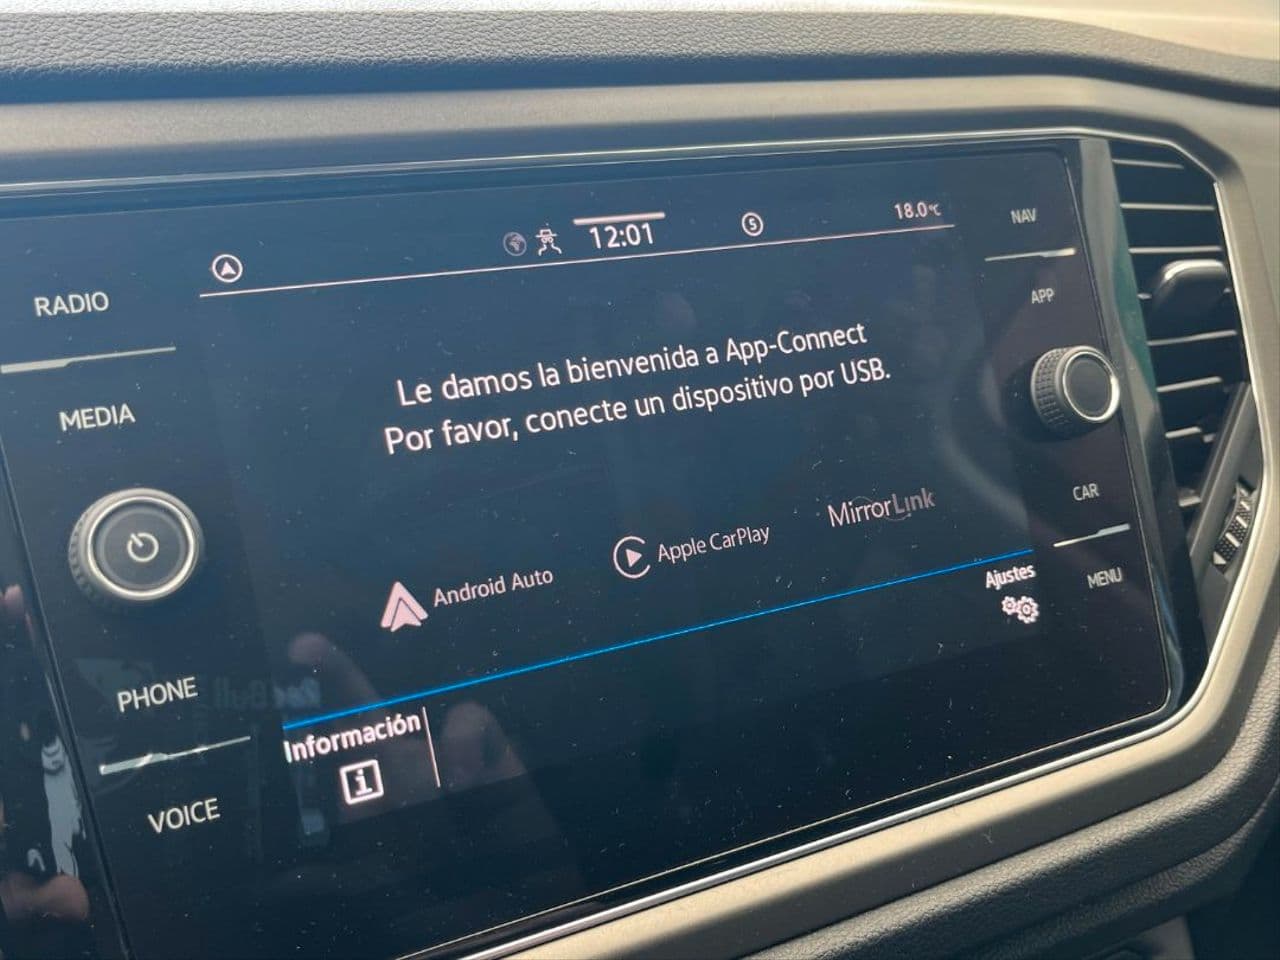 12:01
S
18.0°C
NAV
RADIO
APP
Le damos la bienvenida a App-Connect
Por favor, conecte un dispositivo por USB.
MEDIA
CAR
MirrorLink
Apple CarPlay
Android Auto
Ajustes
MENU
PHONE
Información
i
VOICE